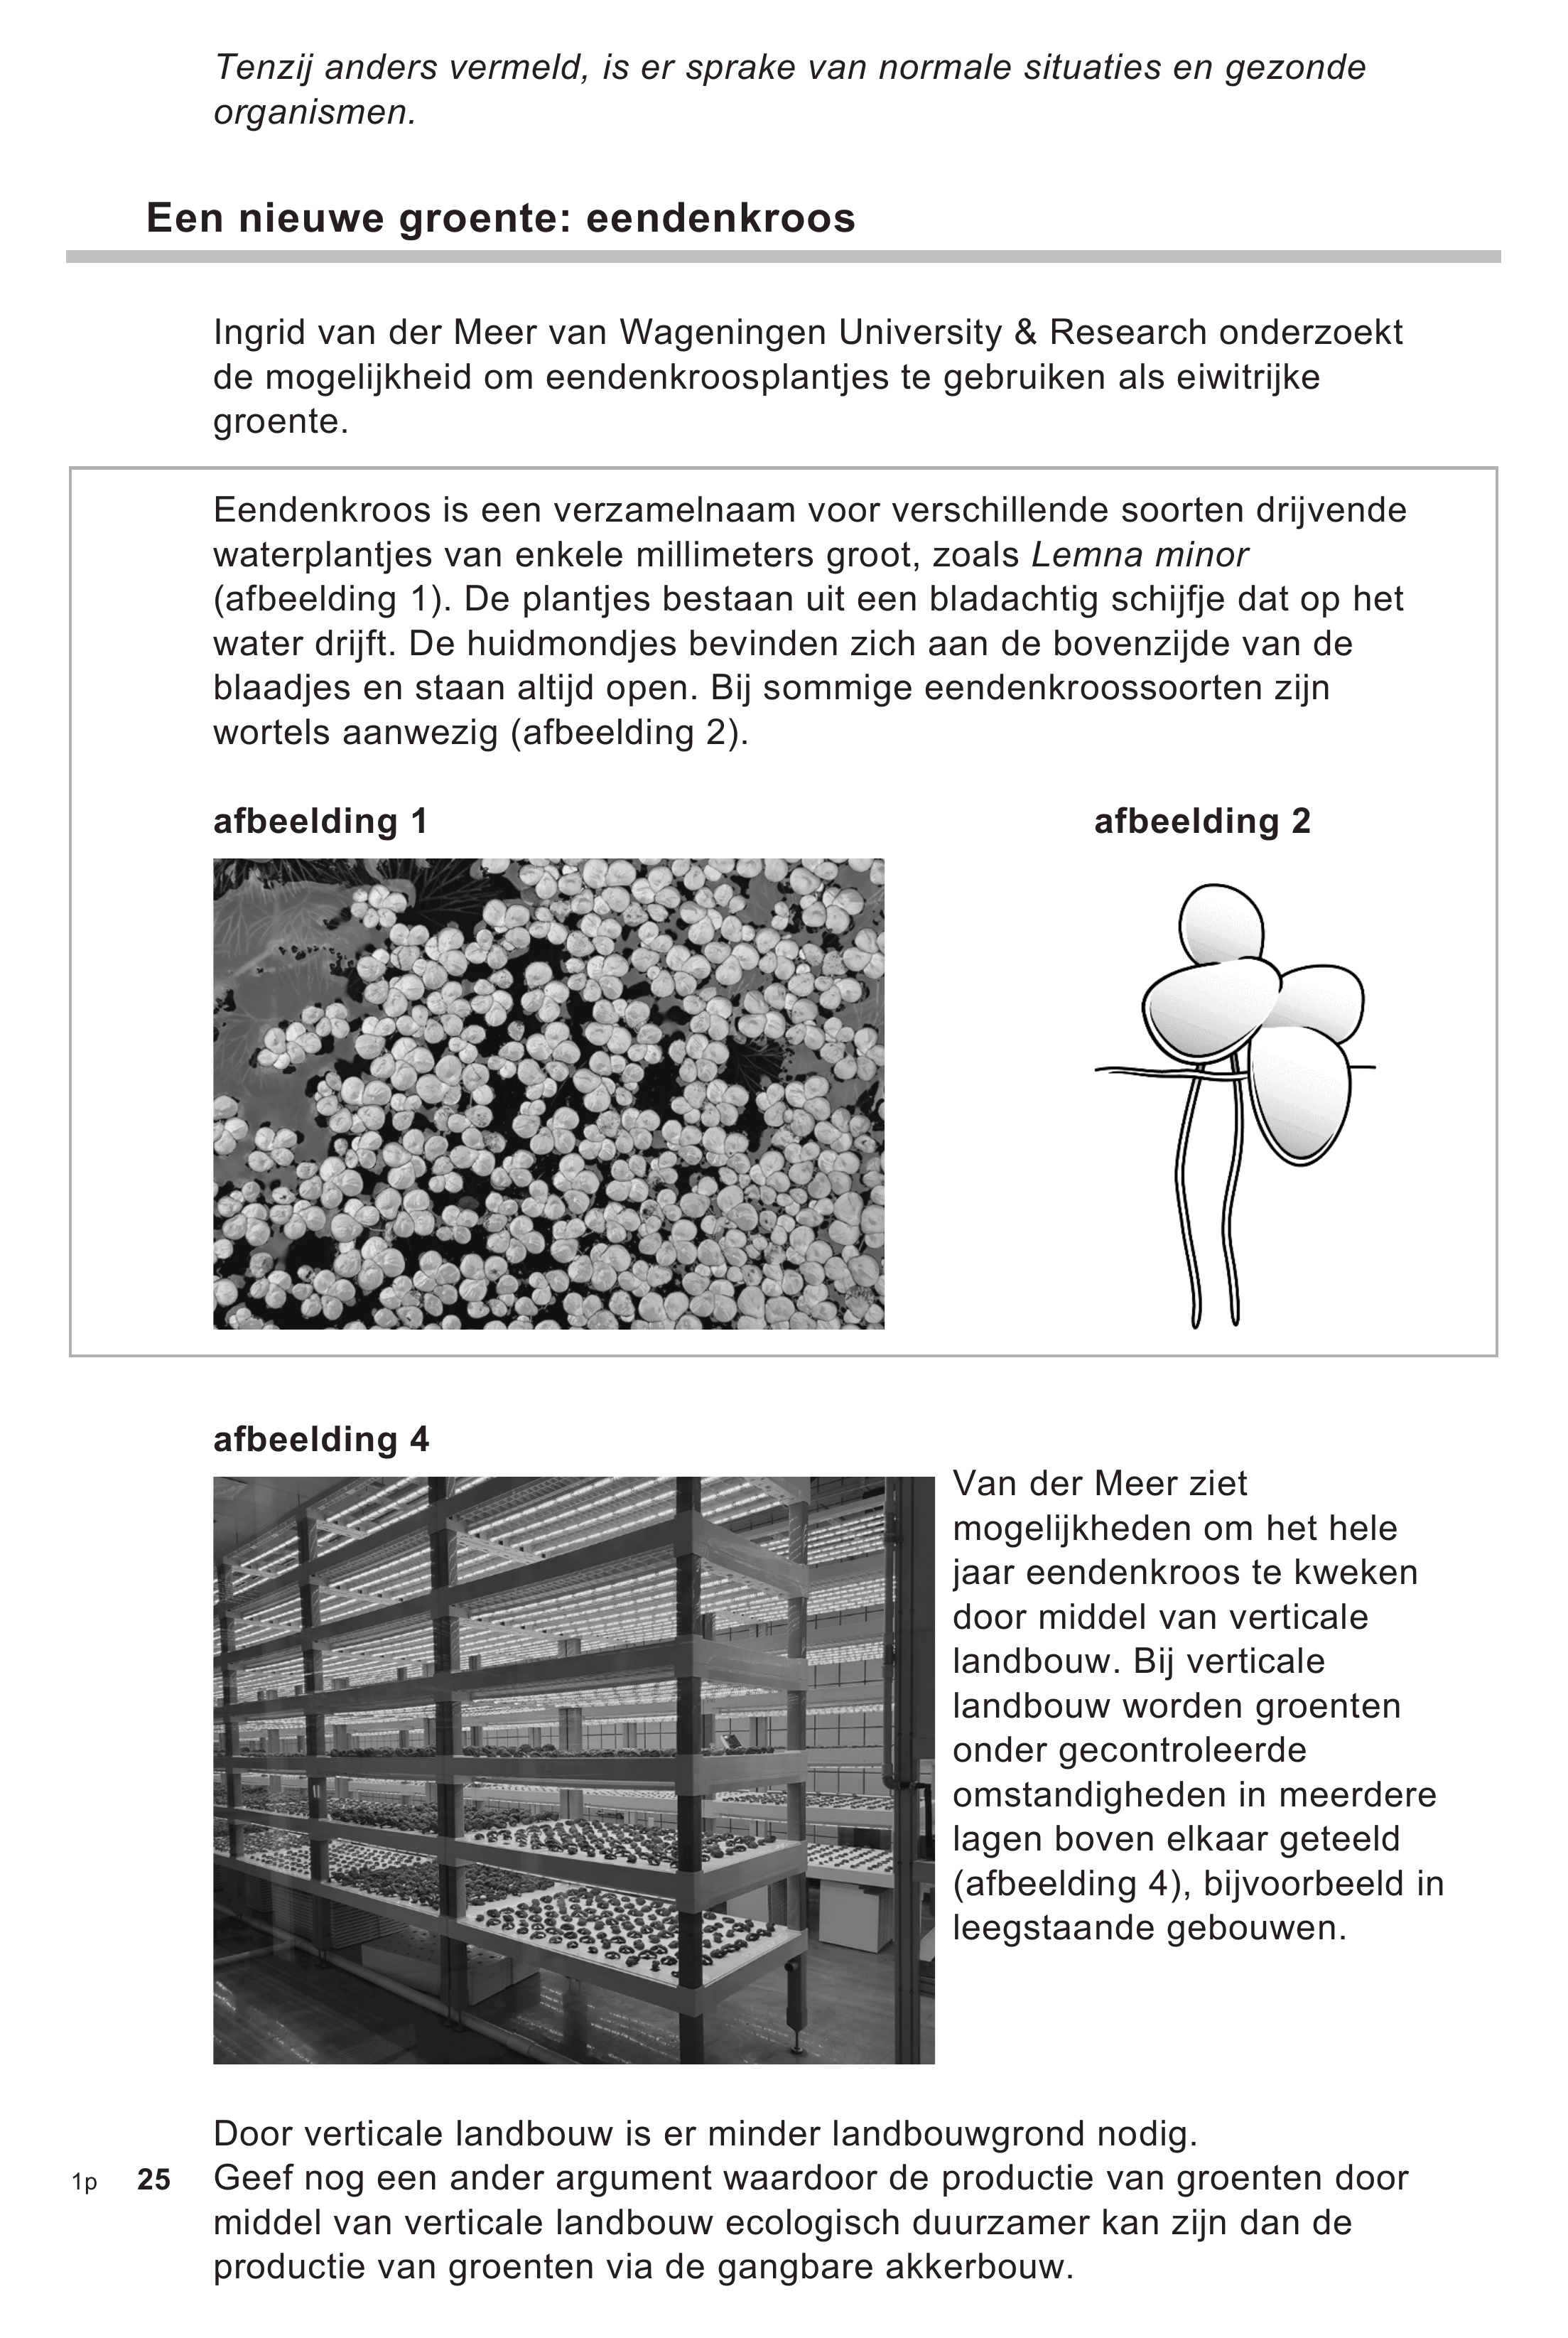 Tenzij anders vermeld, is er sprake van normale situaties en gezonde
organismen.
Een nieuwe groente: eendenkroos
Ingrid van der Meer van Wageningen University & Research onderzoekt
de mogelijkheid om eendenkroosplantjes te gebruiken als eiwitrijke
groente.
Eendenkroos is een verzamelnaam voor verschillende soorten drijvende
waterplantjes van enkele millimeters groot, zoals Lemna minor
(afbeelding 1). De plantjes bestaan uit een bladachtig schijfje dat op het
water drijft. De huidmondjes bevinden zich aan de bovenzijde van de
blaadjes en staan altijd open. Bij sommige eendenkroossoorten zijn
wortels aanwezig (afbeelding 2).
afbeelding 1
afbeelding 2
afbeelding 4
Van der Meer ziet
mogelijkheden om het hele
jaar eendenkroos te kweken
door middel van verticale
landbouw. Bij verticale
landbouw worden groenten
onder gecontroleerde
omstandigheden in meerdere
lagen boven elkaar geteeld
(afbeelding 4), bijvoorbeeld in
leegstaande gebouwen.
Door verticale landbouw is er minder landbouwgrond nodig.
1p 25 Geef nog een ander argument waardoor de productie van groenten door
middel van verticale landbouw ecologisch duurzamer kan zijn dan de
productie van groenten via de gangbare akkerbouw.